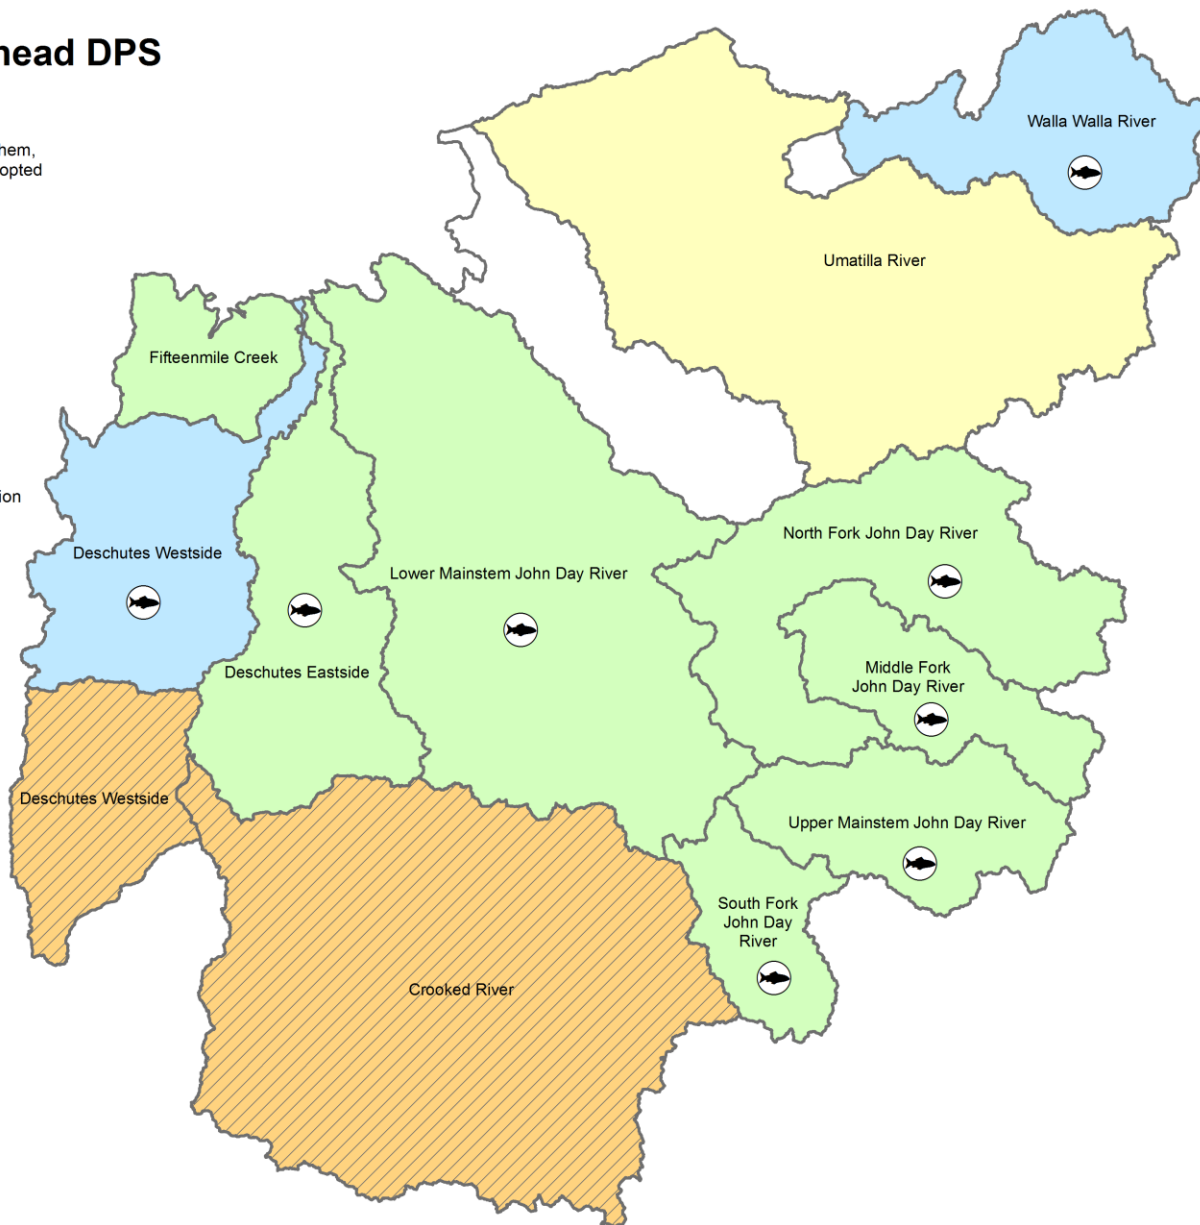 nead DPS
hem,
opted
Walla Walla River
Umatilla River
Fifteenmile Creek
ion
North Fork John Day River
Deschutes Westside
Lower Mainstem John Day River
Deschutes Eastside
Middle Fork
John Day River
Deschutes Westside
Upper Mainstem John Day River
South Fork
John Day
River
Crooked River